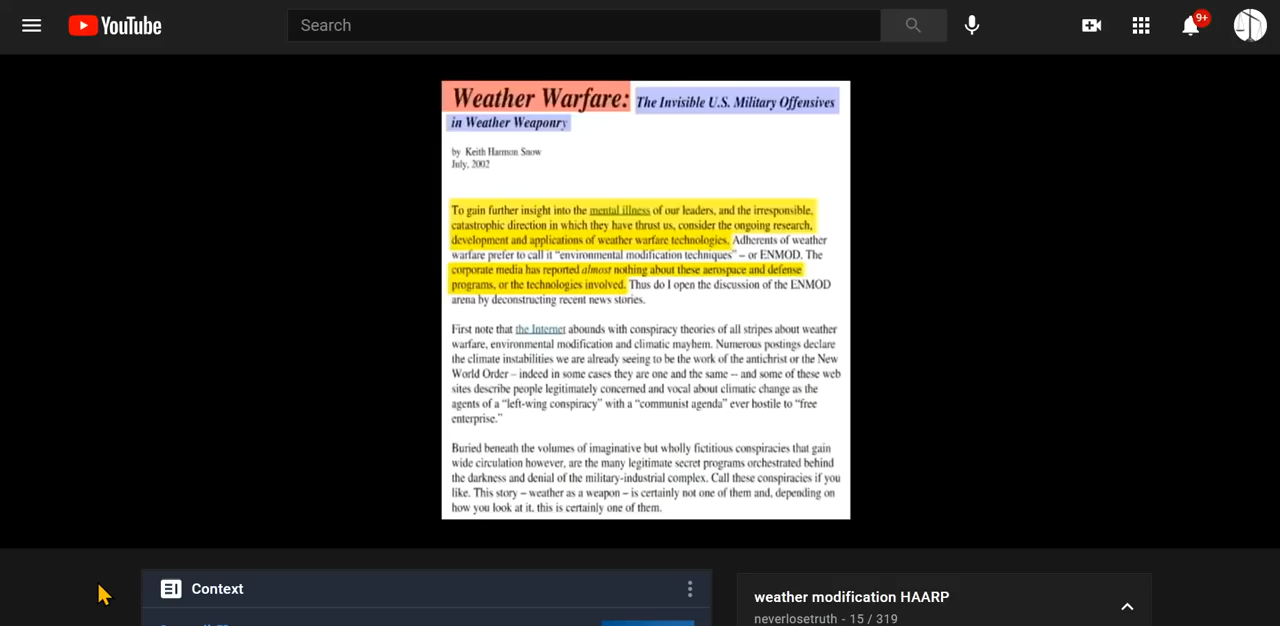 YouTube
Search
9+
Weather Warfare: The Invisible U.S. Military Offensives
in Weather Weaponry
by Keith Harmon Snow
July, 2002
To gain further insight into the mental illness of our leaders, and the irresponsible,
catastrophic direction in which they have thrust us, consider the ongoing research,
development and applications of weather warfare technologies. Adherents of weather
warfare prefer to call it "environmental modification techniques" – or ENMOD. The
corporate media has reported almost nothing about these aerospace and defense
programs, or the technologies involved. Thus do I open the discussion of the ENMOD
arena by deconstructing recent news stories.
First note that the Internet abounds with conspiracy theories of all stripes about weather
warfare, environmental modification and climatic mayhem. Numerous postings declare
the climate instabilities we are already seeing to be the work of the antichrist or the New
World Order – indeed in some cases they are one and the same -- and some of these web
sites describe people legitimately concerned and vocal about climatic change as the
agents of a "left-wing conspiracy" with a "communist agenda" ever hostile to "free
enterprise."
Buried beneath the volumes of imaginative but wholly fictitious conspiracies that gain
wide circulation however, are the many legitimate secret programs orchestrated behind
the darkness and denial of the military-industrial complex. Call these conspiracies if you
like. This story – weather as a weapon – is certainly not one of them and, depending on
how you look at it, this is certainly one of them.
Context
weather modification HAARP
neverlosetruth - 15 / 319